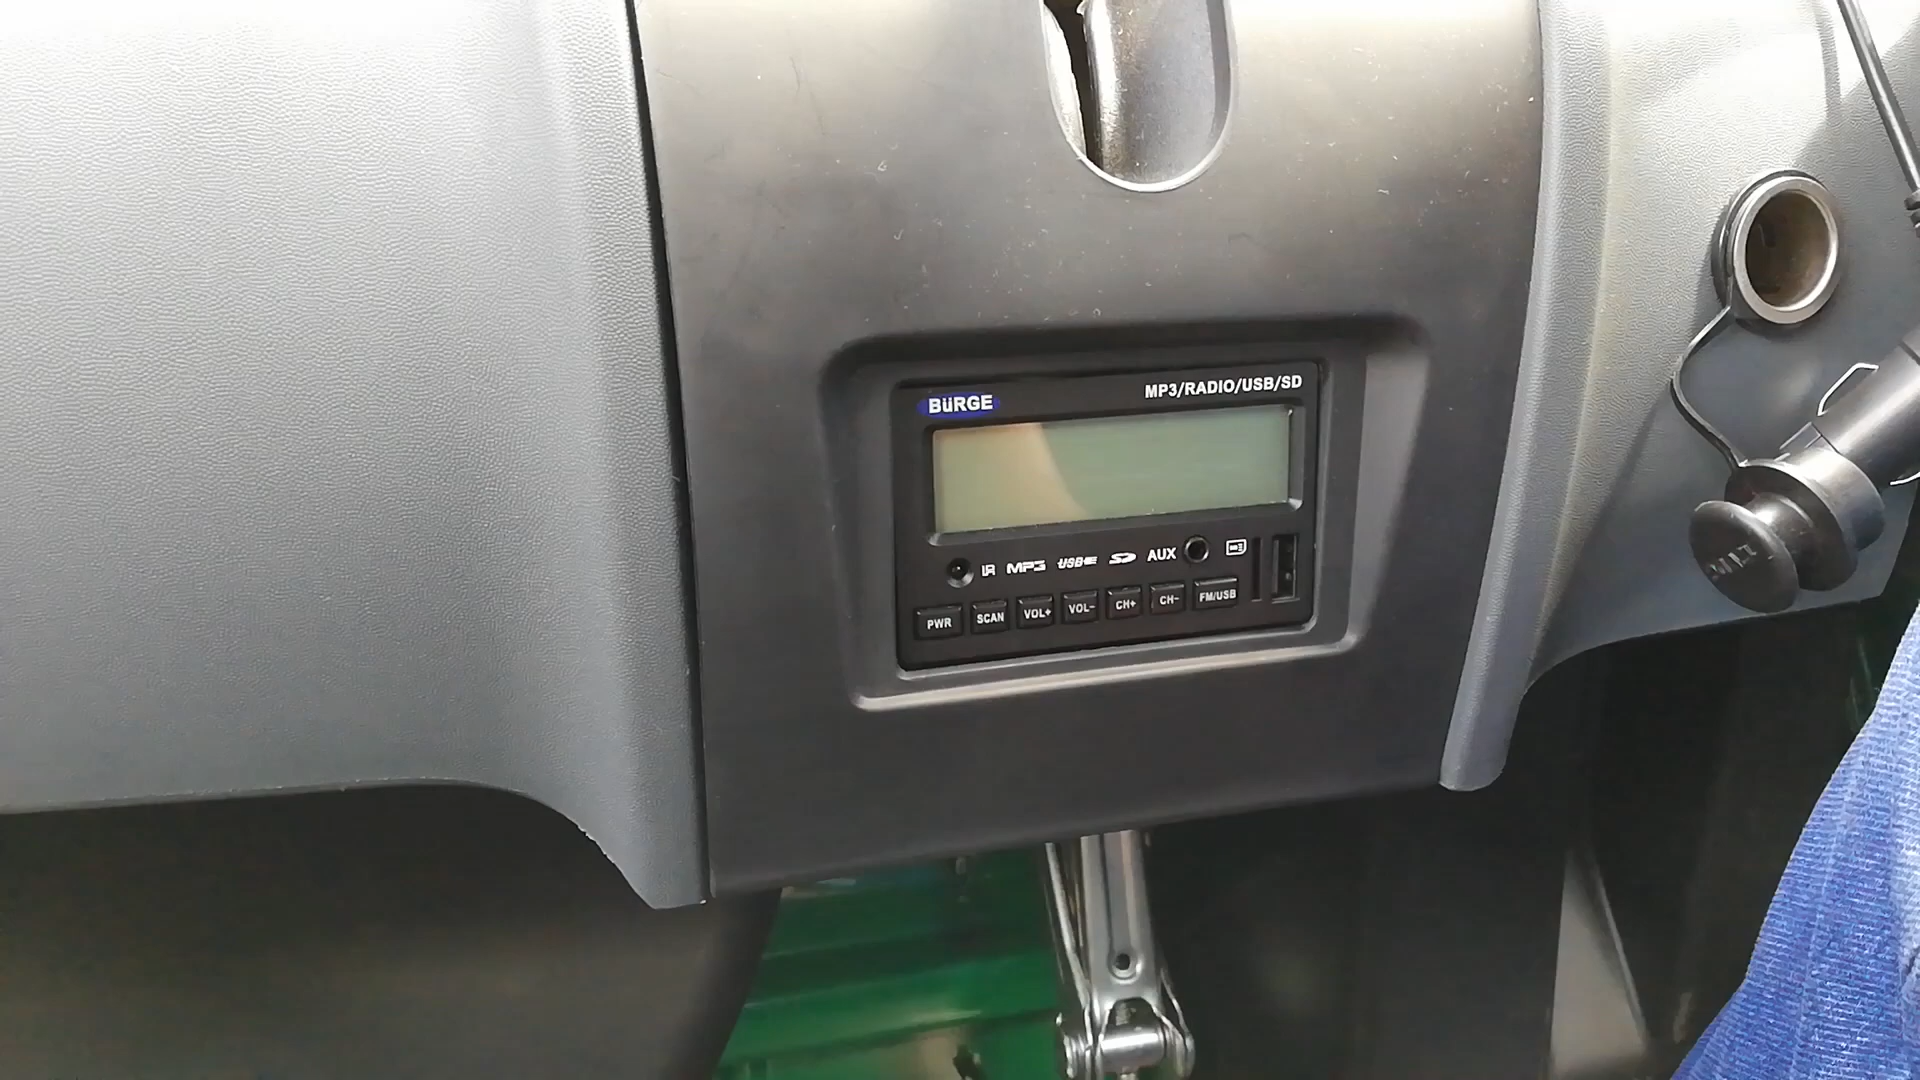 BüRGE
MP3/RADIO/USB/SD
IR MP3 USB SD AUX
PWR SCAN VOL+ VOL- CH+ CH- FM/USB